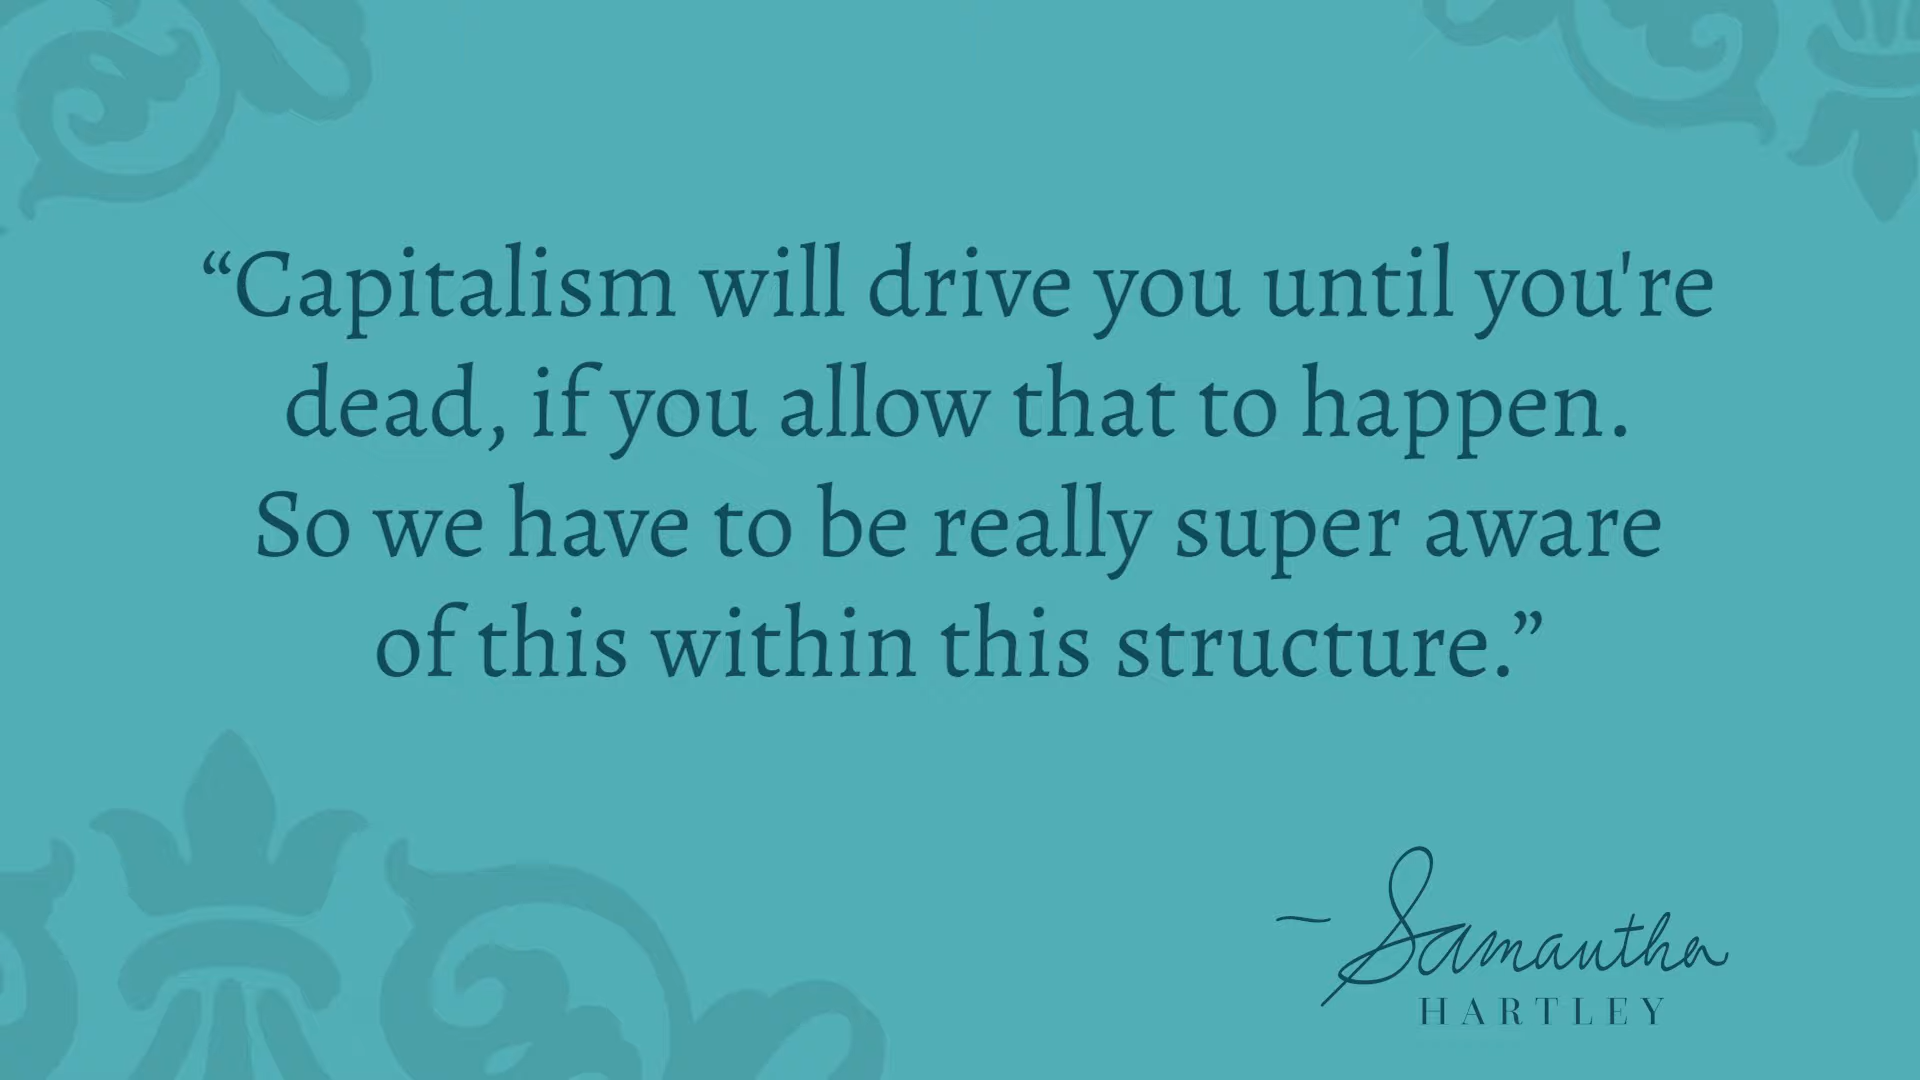 “Capitalism will drive you until you're
dead, if you allow that to happen.
So we have to be really super aware
of this within this structure.”
~ Samantha
HARTLEY